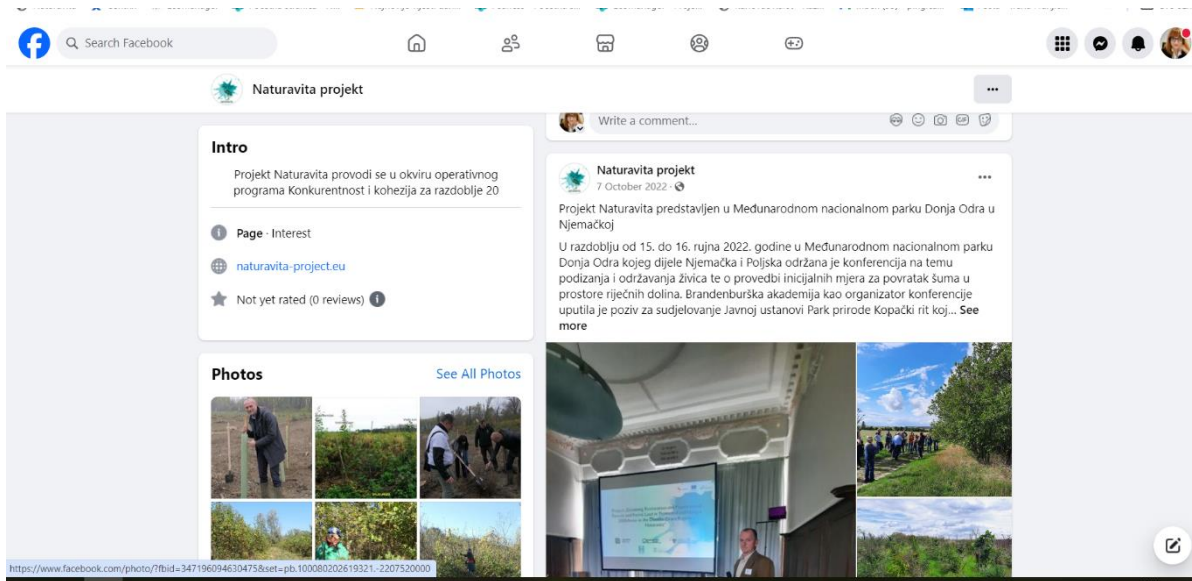 Search Facebook
Naturavita projekt
Intro
Projekt Naturavita provodi se u okviru operativnog
programa Konkurentnost i kohezija za razdoblje 20
Page · Interest
naturavita-project.eu
Not yet rated (0 reviews)
Photos
See All Photos
Write a comment...
Naturavita projekt
7 October 2022 ·
Projekt Naturavita predstavljen u Međunarodnom nacionalnom parku Donja Odra u
Njemačkoj
U razdoblju od 15. do 16. rujna 2022. godine u Međunarodnom nacionalnom parku
Donja Odra kojeg dijele Njemačka i Poljska održana je konferencija na temu
podizanja i održavanja živica te o provedbi inicijalnih mjera za povratak šuma u
prostore riječnih dolina. Brandenburška akademija kao organizator konferencije
uputila je poziv za sudjelovanje Javnoj ustanovi Park prirode Kopački rit koj... See
more
https://www.facebook.com/photo/?fbid=347196094630475&set=pb.100080202619321.-2207520000